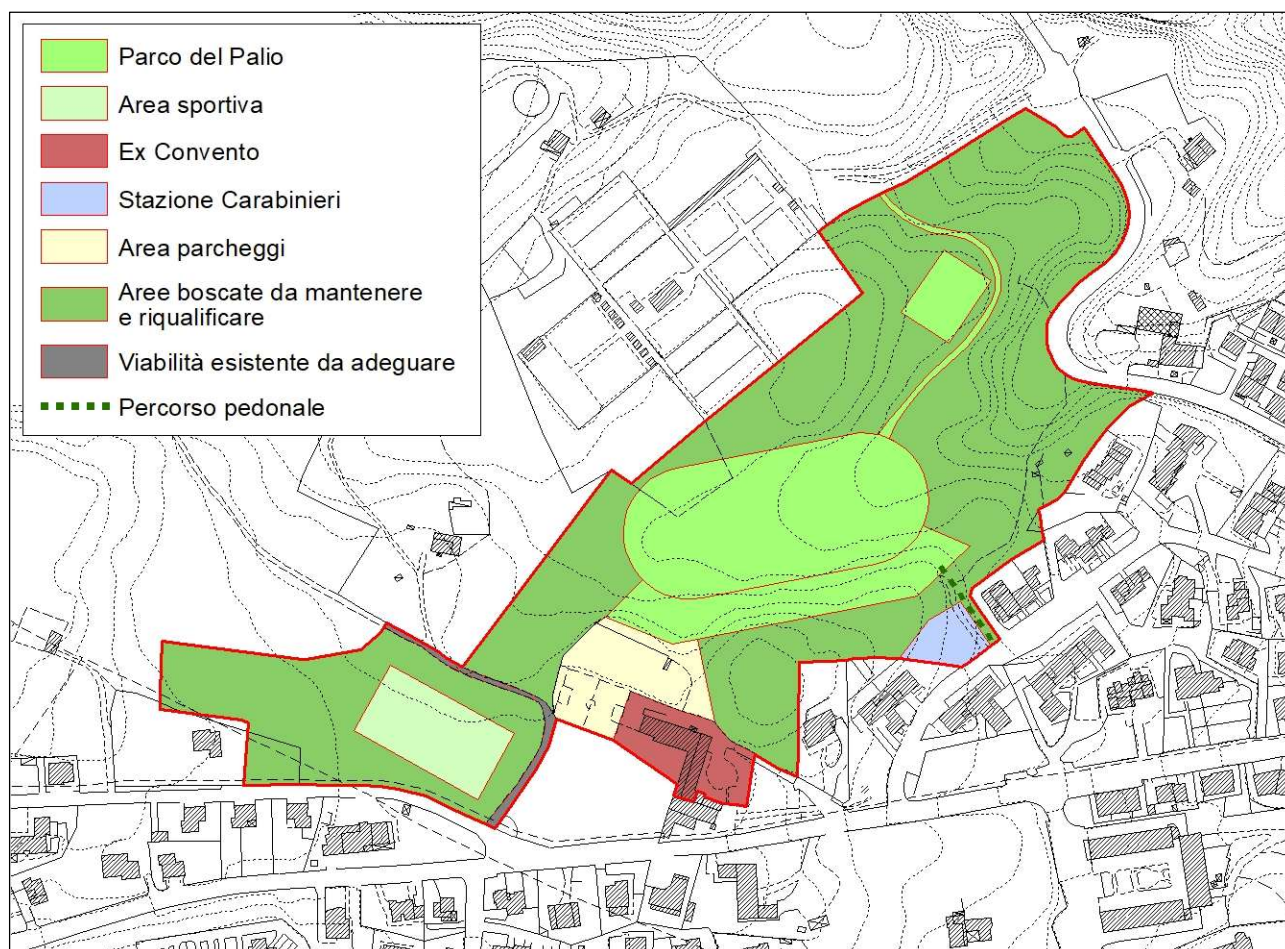 Parco del Palio
Area sportiva
Ex Convento
Stazione Carabinieri
Area parcheggi
Aree boscate da mantenere
e riqualificare
Viabilità esistente da adeguare
Percorso pedonale